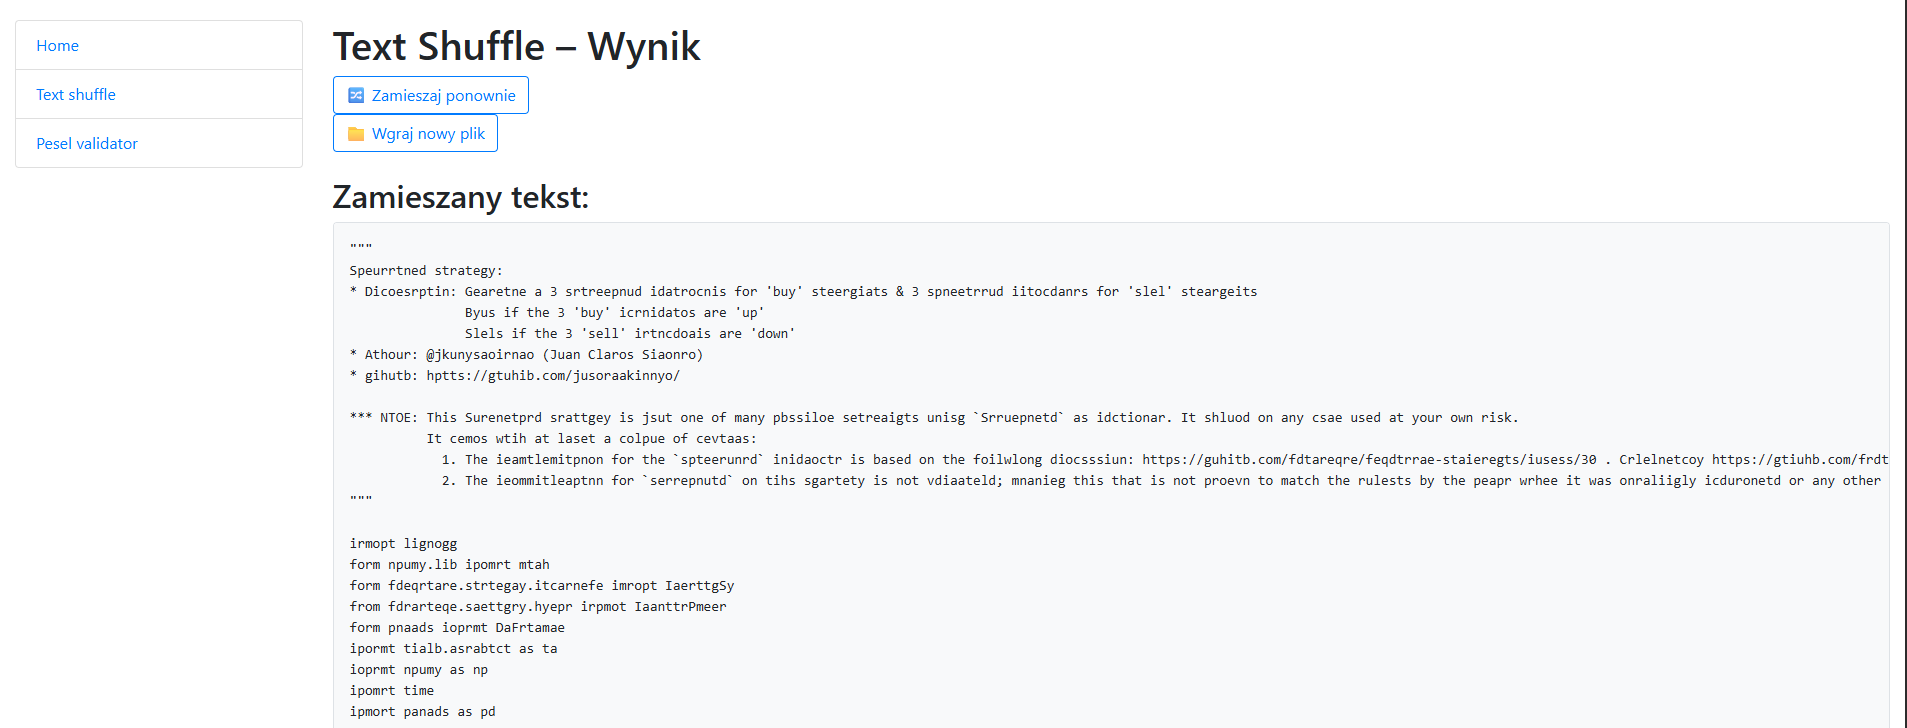 Home
Text shuffle
Pesel validator
Text Shuffle – Wynik
Zamieszaj ponownie
Wgraj nowy plik
Zamieszany tekst:
"""
Speurrtned strategy:
* Dicoesrptin: Gearetne a 3 srtreepnud idatrocnis for 'buy' steergiats & 3 spneetrrud iitocdanrs for 'slel' steargeits
Byus if the 3 'buy' icrnidatos are 'up'
Slels if the 3 'sell' irtncdoais are 'down'
* Athour: @jkunysaoirnao (Juan Claros Siaonro)
* gihutb: hptts://gtuhib.com/jusoraakinnyo/
*** NTOE: This Surenetprd srattgey is jsut one of many pbssiloe setreaigts unisg `Srruepnetd` as idctionar. It shluod on any csae used at your own risk.
It cemos wtih at laset a colpue of cevtaas:
1. The ieamtlemitpnon for the `spteerunrd` inidaoctr is based on the foilwlong diocsssiun: https://guhitb.com/fdtareqre/feqdtrrae-staieregts/iusess/30 . Crlelnetcoy https://gtiuhb.com/frdt
2. The ieommitleaptnn for `serrepnutd` on tihs sgartety is not vdiaateld; mnanieg this that is not proevn to match the rulests by the peapr wrhee it was onraliigly icduronetd or any other
"""
irmopt lignogg
form npumy.lib ipomrt mtah
form fdeqrtare.strtegay.itcarnefe imropt IaerttgSy
from fdrarteqe.saettgry.hyepr irpmot IaanttrPmeer
form pnaads ioprmt DaFrtamae
ipormt tialb.asrabtct as ta
ioprmt npumy as np
ipomrt time
ipmort panads as pd